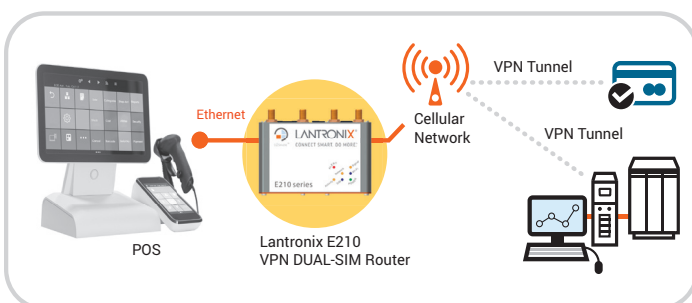 Ethernet
POS
LANTRONIX
CONNECT SMART. DO MORE.
E210 series
Lantronix E210
VPN DUAL-SIM Router
Cellular
Network
VPN Tunnel
VPN Tunnel